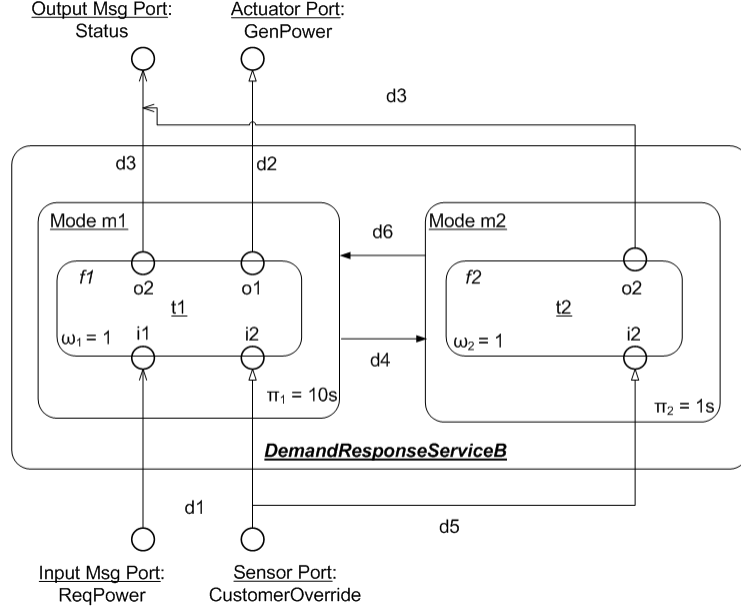 Output Msg Port:
Status
Actuator Port:
GenPower
d3
d3
d2
Mode m1
d6
Mode m2
f1
o2
o1
f2
o2
t1
t2
ω1 = 1
i1
i2
ω2 = 1
i2
d4
π1 = 10s
π2 = 1s
DemandResponseServiceB
d1
d5
Input Msg Port:
ReqPower
Sensor Port:
CustomerOverride